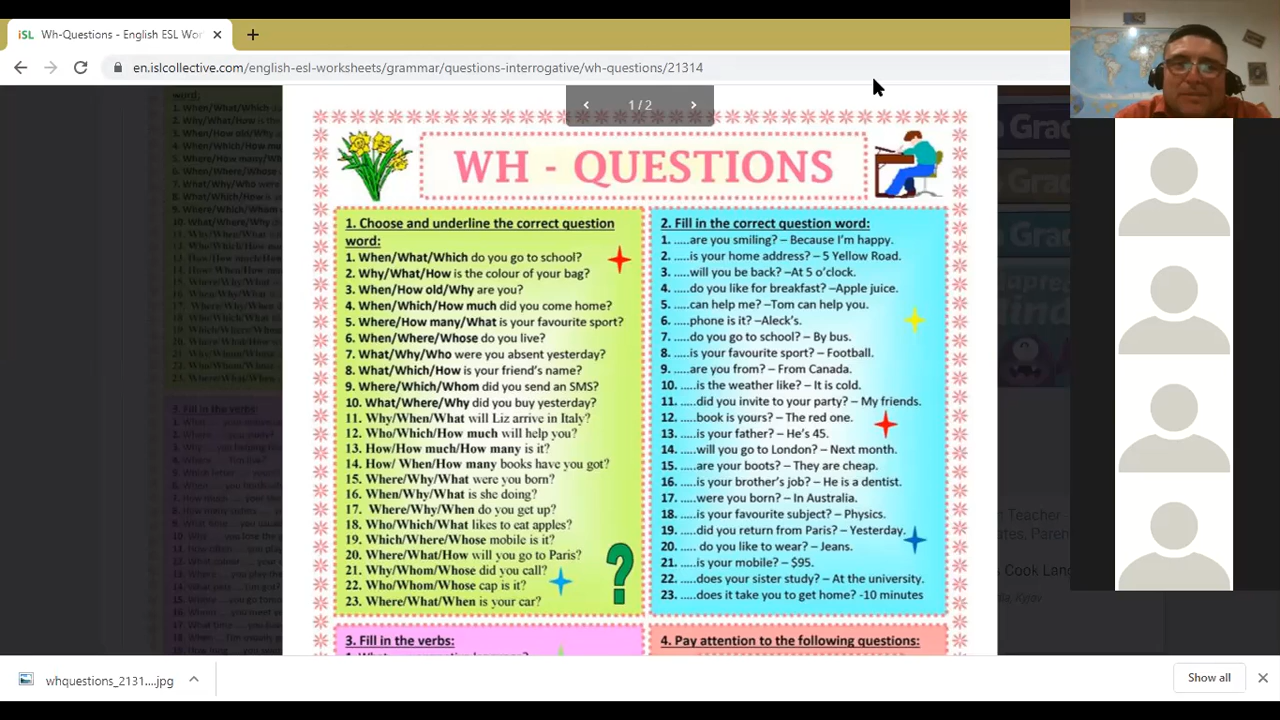 iSL Wh-Questions - English ESL Wor
en.islcollective.com/english-esl-worksheets/grammar/questions-interrogative/wh-questions/21314
1 / 2
WH - QUESTIONS
1. Choose and underline the correct question
word:
1. When/What/Which do you go to school?
2. Why/What/How is the colour of your bag?
3. When/How old/Why are you?
4. When/Which/How much did you come home?
5. Where/How many/What is your favourite sport?
6. When/Where/Whose do you live?
7. What/Why/Who were you absent yesterday?
8. What/Which/How is your friend's name?
9. Where/Which/Whom did you send an SMS?
10. What/Where/Why did you buy yesterday?
11. Why/When/What will Liz arrive in Italy?
12. Who/Which/How much will help you?
13. How/How much/How many is it?
14. How/ When/How many books have you got?
15. Where/Why/What were you born?
16. When/Why/What is she doing?
17. Where/Why/When do you get up?
18. Who/Which/What likes to eat apples?
19. Which/Where/Whose mobile is it?
20. Where/What/How will you go to Paris?
21. Why/Whom/Whose did you call?
22. Who/Whom/Whose cap is it?
23. Where/What/When is your car?
2. Fill in the correct question word:
1. .....are you smiling? – Because I'm happy.
2. .....is your home address? – 5 Yellow Road.
3. .....will you be back? –At 5 o'clock.
4. .....do you like for breakfast? –Apple juice.
5. .....can help me? –Tom can help you.
6. .....phone is it? –Aleck's.
7. .....do you go to school? – By bus.
8. .....is your favourite sport? – Football.
9. .....are you from? – From Canada.
10. .....is the weather like? – It is cold.
11. .....did you invite to your party? – My friends.
12. .....book is yours? – The red one.
13. .....is your father? – He's 45.
14. .....will you go to London? – Next month.
15. .....are your boots? – They are cheap.
16. .....is your brother's job? – He is a dentist.
17. .....were you born? – In Australia.
18. .....is your favourite subject? – Physics.
19. .....did you return from Paris? – Yesterday.
20. ..... do you like to wear? – Jeans.
21. .....is your mobile? – $95.
22. .....does your sister study? – At the university.
23. .....does it take you to get home? -10 minutes
3. Fill in the verbs:
4. Pay attention to the following questions:
whquestions_2131....jpg
Show all